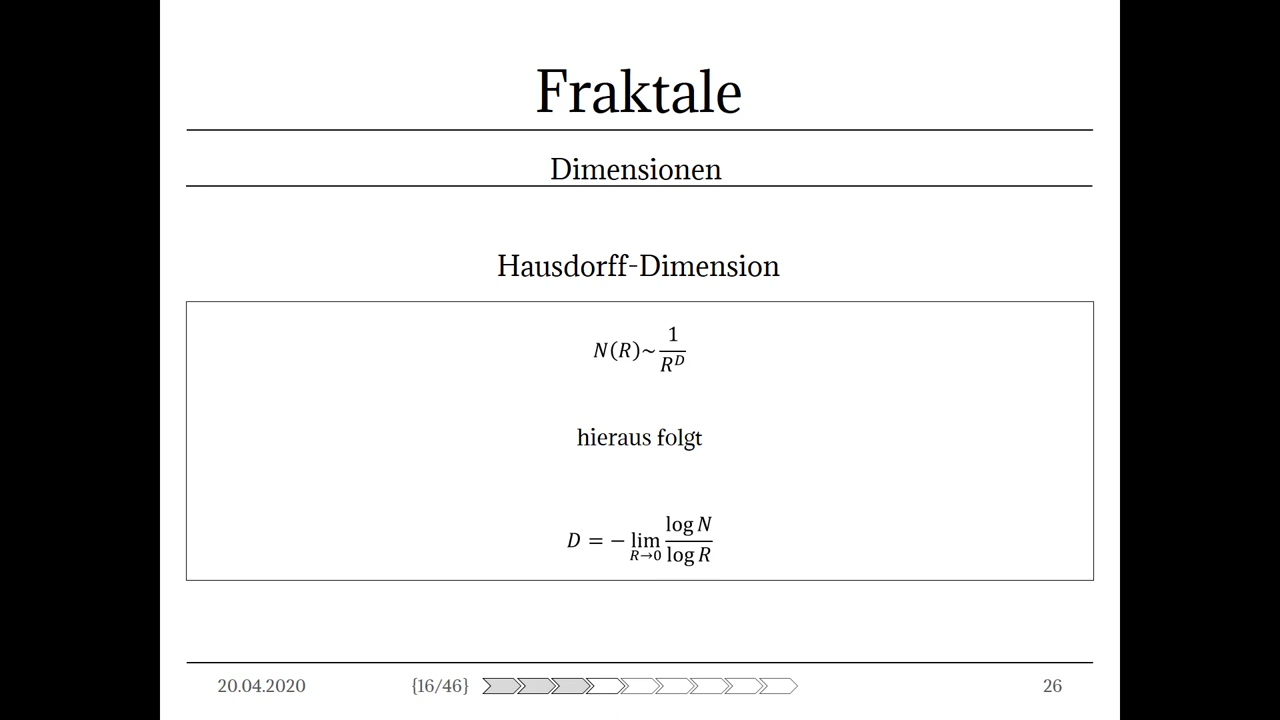 Fraktale
Dimensionen
Hausdorff-Dimension
N(R)~ 1/R^D
hieraus folgt
D = − lim_{R→0} log N / log R
20.04.2020 {16/46} 26